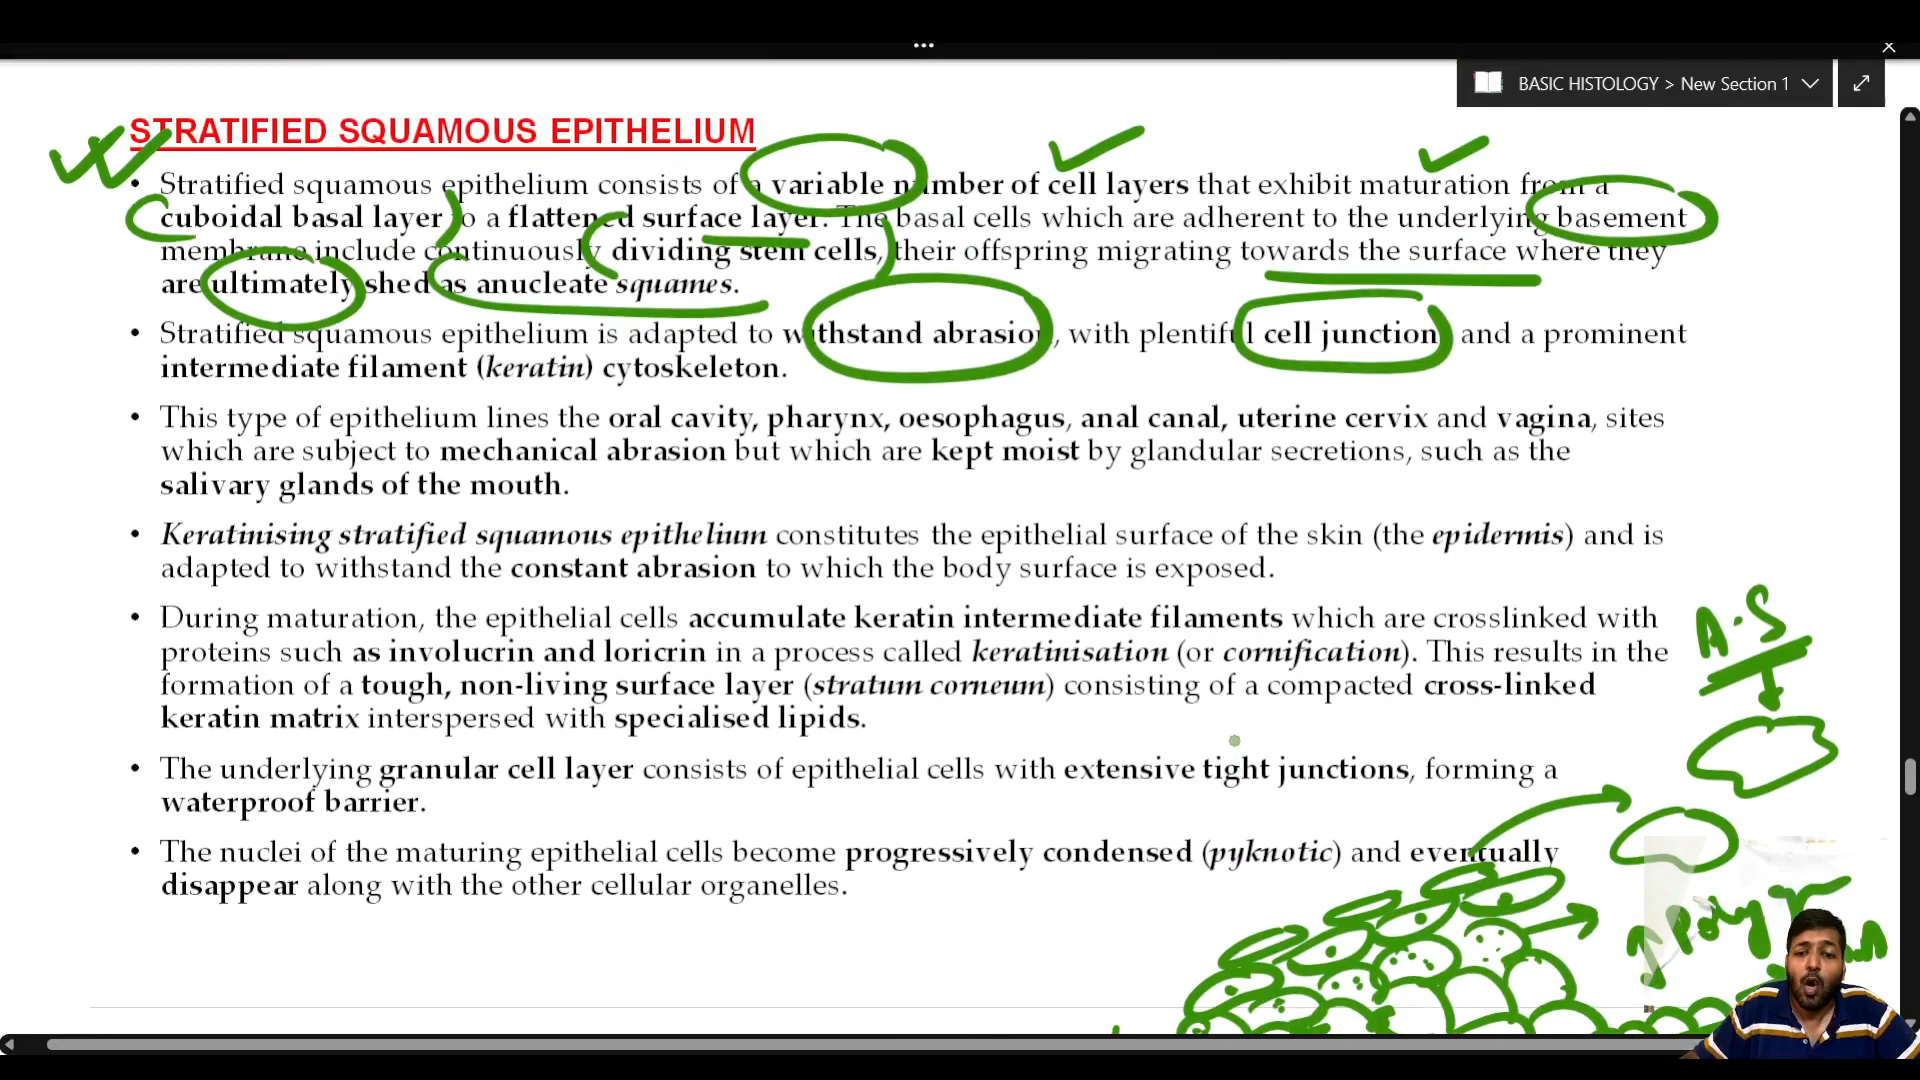 BASIC HISTOLOGY > New Section 1
STRATIFIED SQUAMOUS EPITHELIUM
• Stratified squamous epithelium consists of a variable number of cell layers that exhibit maturation from a
cuboidal basal layer to a flattened surface layer. The basal cells which are adherent to the underlying basement
membrane include continuously dividing stem cells, their offspring migrating towards the surface where they
are ultimately shed as anucleate squames.
• Stratified squamous epithelium is adapted to withstand abrasion, with plentiful cell junction and a prominent
intermediate filament (keratin) cytoskeleton.
• This type of epithelium lines the oral cavity, pharynx, oesophagus, anal canal, uterine cervix and vagina, sites
which are subject to mechanical abrasion but which are kept moist by glandular secretions, such as the
salivary glands of the mouth.
• Keratinising stratified squamous epithelium constitutes the epithelial surface of the skin (the epidermis) and is
adapted to withstand the constant abrasion to which the body surface is exposed.
• During maturation, the epithelial cells accumulate keratin intermediate filaments which are crosslinked with
proteins such as involucrin and loricrin in a process called keratinisation (or cornification). This results in the
formation of a tough, non-living surface layer (stratum corneum) consisting of a compacted cross-linked
keratin matrix interspersed with specialised lipids.
A.S
• The underlying granular cell layer consists of epithelial cells with extensive tight junctions, forming a
waterproof barrier.
• The nuclei of the maturing epithelial cells become progressively condensed (pyknotic) and eventually
disappear along with the other cellular organelles.